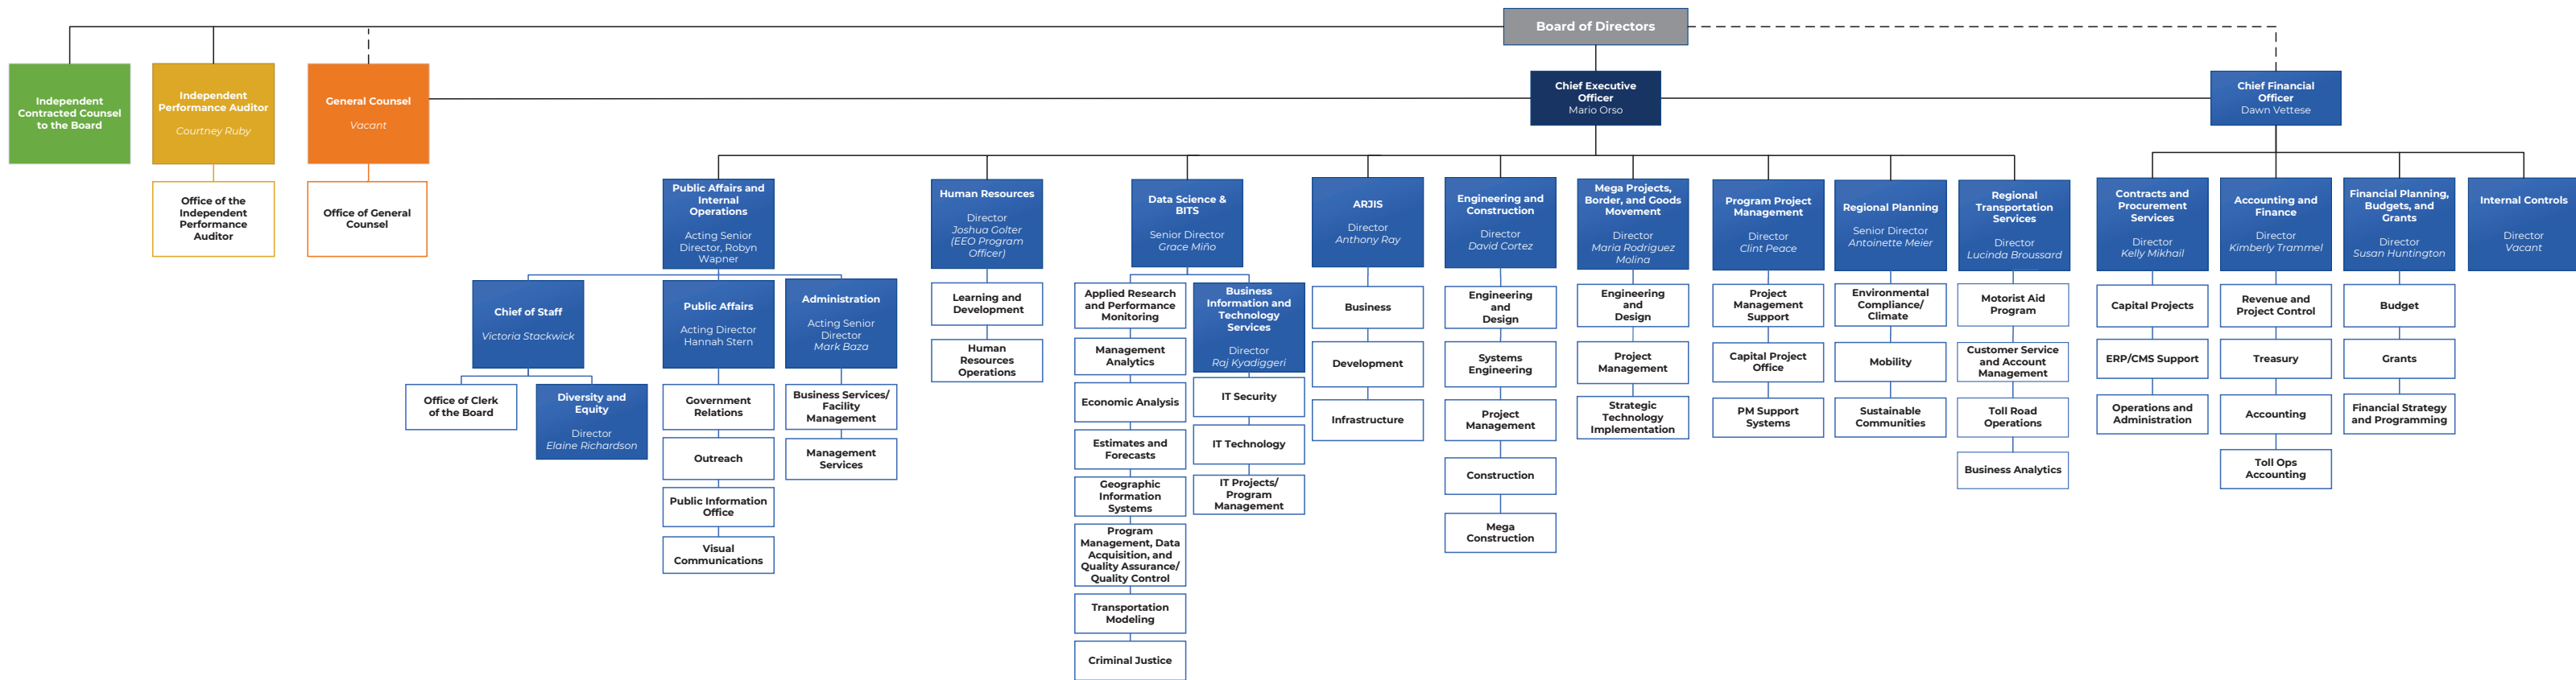 Board of Directors
Independent
Contracted Counsel
to the Board
Independent
Performance Auditor
Courtney Ruby
General Counsel
Vacant
Chief Executive
Officer
Mario Orso
Chief Financial
Officer
Dawn Vettese
Office of the
Independent
Performance
Auditor
Office of General
Counsel
Public Affairs and
Internal
Operations
Acting Senior
Director, Robyn
Wapner
Human Resources
Director
Joshua Golter
(EEO Program
Officer)
Data Science &
BITS
Senior Director
Grace Miño
ARJIS
Director
Anthony Ray
Engineering and
Construction
Director
David Cortez
Mega Projects,
Border, and Goods
Movement
Director
Maria Rodriguez
Molina
Program Project
Management
Director
Clint Peace
Regional Planning
Senior Director
Antoinette Meier
Regional
Transportation
Services
Director
Lucinda Broussard
Contracts and
Procurement
Services
Director
Kelly Mikhail
Accounting and
Finance
Director
Kimberly Trammel
Financial Planning,
Budgets, and
Grants
Director
Susan Huntington
Internal Controls
Director
Vacant
Chief of Staff
Victoria Stackwick
Public Affairs
Acting Director
Hannah Stern
Administration
Acting Senior
Director
Mark Baza
Office of Clerk
of the Board
Diversity and
Equity
Director
Elaine Richardson
Government
Relations
Outreach
Public Information
Office
Visual
Communications
Business Services/
Facility
Management
Management
Services
Learning and
Development
Human
Resources
Operations
Applied Research
and Performance
Monitoring
Management
Analytics
Economic Analysis
Estimates and
Forecasts
Geographic
Information
Systems
Program
Management, Data
Acquisition, and
Quality Assurance/
Quality Control
Transportation
Modeling
Criminal Justice
Business
Information and
Technology
Services
Director
Raj Kyadiggeri
IT Security
IT Technology
IT Projects/
Program
Management
Business
Development
Infrastructure
Engineering
and
Design
Systems
Engineering
Project
Management
Construction
Mega
Construction
Engineering
and
Design
Project
Management
Strategic
Technology
Implementation
Project
Management
Support
Capital Project
Office
PM Support
Systems
Environmental
Compliance/
Climate
Mobility
Sustainable
Communities
Motorist Aid
Program
Customer Service
and Account
Management
Toll Road
Operations
Business Analytics
Capital Projects
ERP/CMS Support
Operations and
Administration
Revenue and
Project Control
Treasury
Accounting
Toll Ops
Accounting
Budget
Grants
Financial Strategy
and Programming